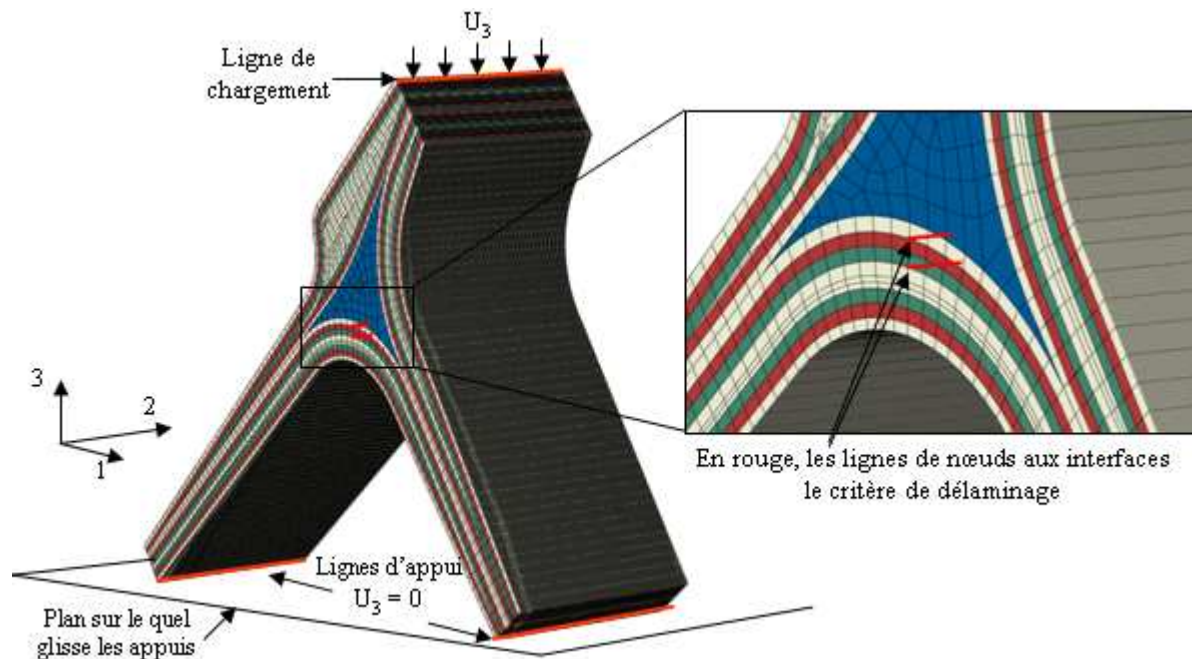 U3
Ligne de
chargement
3
2
1
En rouge, les lignes de nœuds aux interfaces
le critère de délaminage
Lignes d'appui
U3 = 0
Plan sur le quel
glisse les appuis